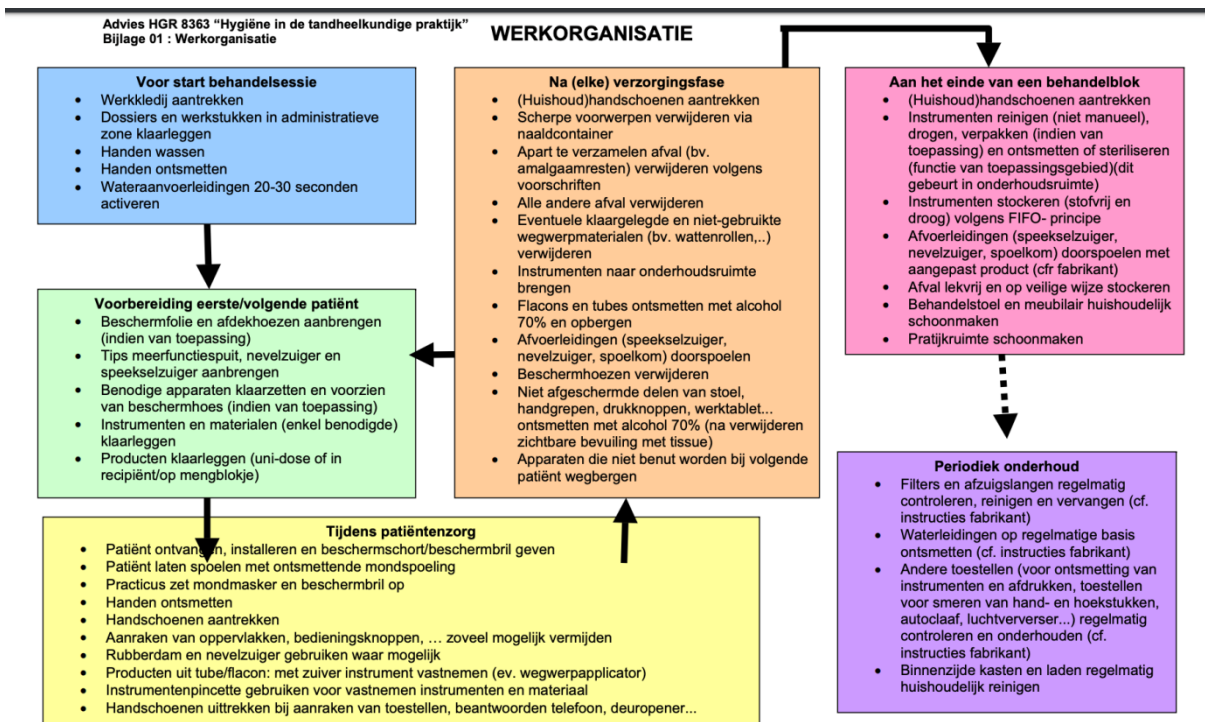 Advies HGR 8363 “Hygiëne in de tandheelkundige praktijk”
Bijlage 01 : Werkorganisatie
WERKORGANISATIE
Voor start behandelsessie
• Werkkledij aantrekken
• Dossiers en werkstukken in administratieve
zone klaarleggen
• Handen wassen
• Handen ontsmetten
• Wateraanvoerleidingen 20-30 seconden
activeren
Voorbereiding eerste/volgende patiënt
• Beschermfolie en afdekhoezen aanbrengen
(indien van toepassing)
• Tips meerfunctiespuit, nevelzuiger en
speekselzuiger aanbrengen
• Benodige apparaten klaarzetten en voorzien
van beschermhoes (indien van toepassing)
• Instrumenten en materialen (enkel benodigde)
klaarleggen
• Producten klaarleggen (uni-dose of in
recipiënt/op mengblokje)
Tijdens patiëntenzorg
• Patiënt ontvangen, installeren en beschermschort/beschermbril geven
• Patiënt laten spoelen met ontsmettende mondspoeling
• Practicus zet mondmasker en beschermbril op
• Handen ontsmetten
• Handschoenen aantrekken
• Aanraken van oppervlakken, bedieningsknoppen, … zoveel mogelijk vermijden
• Rubberdam en nevelzuiger gebruiken waar mogelijk
• Producten uit tube/flacon: met zuiver instrument vastnemen (ev. wegwerpapplicator)
• Instrumentenpincette gebruiken voor vastnemen instrumenten en materiaal
• Handschoenen uittrekken bij aanraken van toestellen, beantwoorden telefoon, deuropener...
Na (elke) verzorgingsfase
• (Huishoud)handschoenen aantrekken
• Scherpe voorwerpen verwijderen via
naaldcontainer
• Apart te verzamelen afval (bv.
amalgaamresten) verwijderen volgens
voorschriften
• Alle andere afval verwijderen
• Eventuele klaargelegde en niet-gebruikte
wegwerpmaterialen (bv. wattenrollen,..)
verwijderen
• Instrumenten naar onderhoudsruimte
brengen
• Flacons en tubes ontsmetten met alcohol
70% en opbergen
• Afvoerleidingen (speekselzuiger,
nevelzuiger, spoelkom) doorspoelen
• Beschermhoezen verwijderen
• Niet afgeschermde delen van stoel,
handgrepen, drukknoppen, werktablet...
ontsmetten met alcohol 70% (na verwijderen
zichtbare bevuiling met tissue)
• Apparaten die niet benut worden bij volgende
patiënt wegbergen
Aan het einde van een behandelblok
• (Huishoud)handschoenen aantrekken
• Instrumenten reinigen (niet manueel),
drogen, verpakken (indien van
toepassing) en ontsmetten of steriliseren
(functie van toepassingsgebied)(dit
gebeurt in onderhoudsruimte)
• Instrumenten stockeren (stofvrij en
droog) volgens FIFO- principe
• Afvoerleidingen (speekselzuiger,
nevelzuiger, spoelkom) doorspoelen met
aangepast product (cfr fabrikant)
• Afval lekvrij en op veilige wijze stockeren
• Behandelstoel en meubilair huishoudelijk
schoonmaken
• Pratijkruimte schoonmaken
Periodiek onderhoud
• Filters en afzuigslangen regelmatig
controleren, reinigen en vervangen (cf.
instructies fabrikant)
• Waterleidingen op regelmatige basis
ontsmetten (cf. instructies fabrikant)
• Andere toestellen (voor ontsmetting van
instrumenten en afdrukken, toestellen
voor smeren van hand- en hoekstukken,
autoclaaf, luchtververser...) regelmatig
controleren en onderhouden (cf.
instructies fabrikant)
• Binnenzijde kasten en laden regelmatig
huishoudelijk reinigen